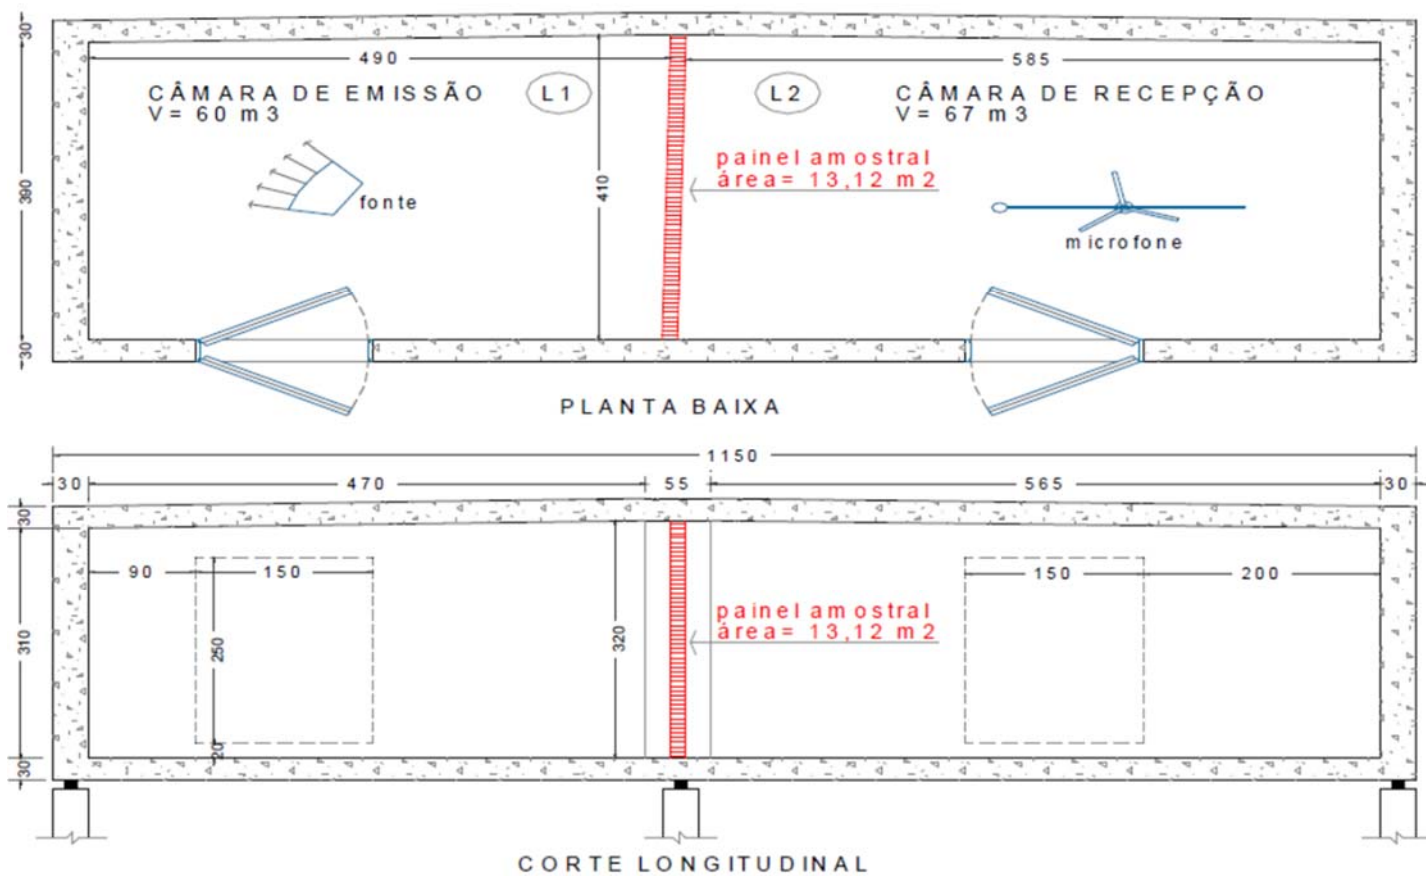 30
490
585
CÂMARA DE EMISSÃO
V= 60 m3
L1
L2
CÂMARA DE RECEPÇÃO
V= 67 m3
painel amostral
área= 13,12 m2
390
410
fonte
microfone
30
PLANTA BAIXA
1150
30
470
55
565
30
30
90
150
150
200
painel amostral
área= 13,12 m2
310
250
320
20
30
CORTE LONGITUDINAL